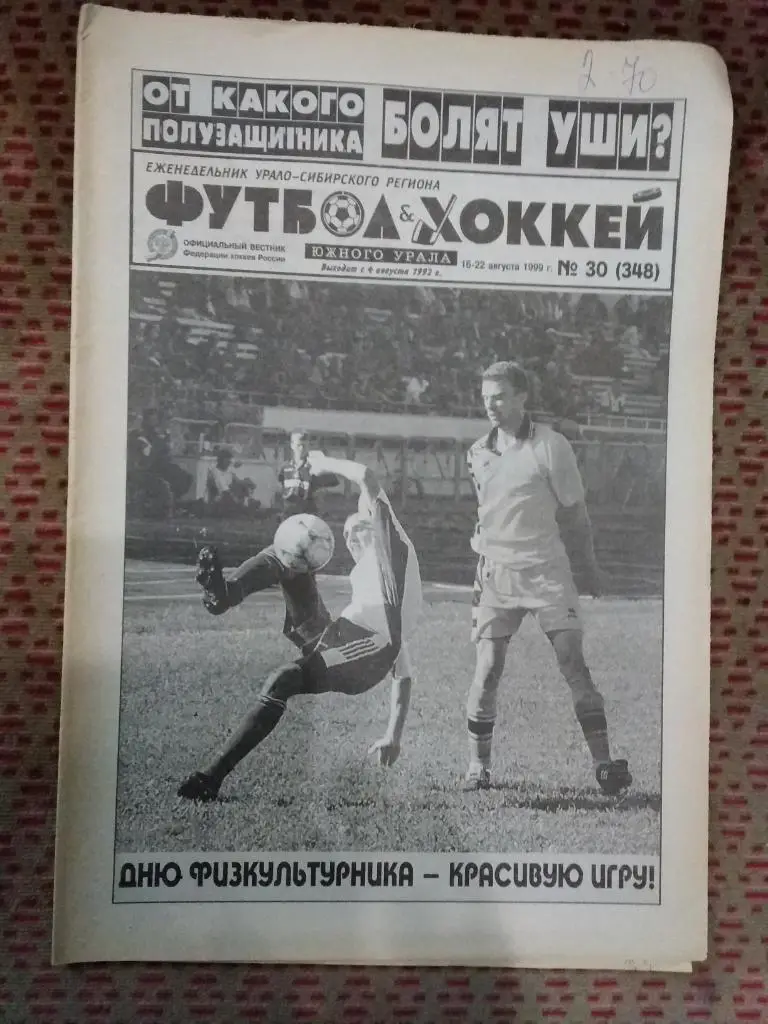 2-70
ОТ КАКОГО
ПОЛУЗАЩИТНИКА
БОЛЯТ УШИ?
ЕЖЕНЕДЕЛЬНИК УРАЛО-СИБИРСКОГО РЕГИОНА
ФУТБОЛ & ХОККЕЙ
ОФИЦИАЛЬНЫЙ ВЕСТНИК
Федерации хоккея России
ЮЖНОГО УРАЛА
Выходит с 4 августа 1992 г.
16-22 августа 1999 г. № 30 (348)
ДНЮ ФИЗКУЛЬТУРНИКА – КРАСИВУЮ ИГРУ!